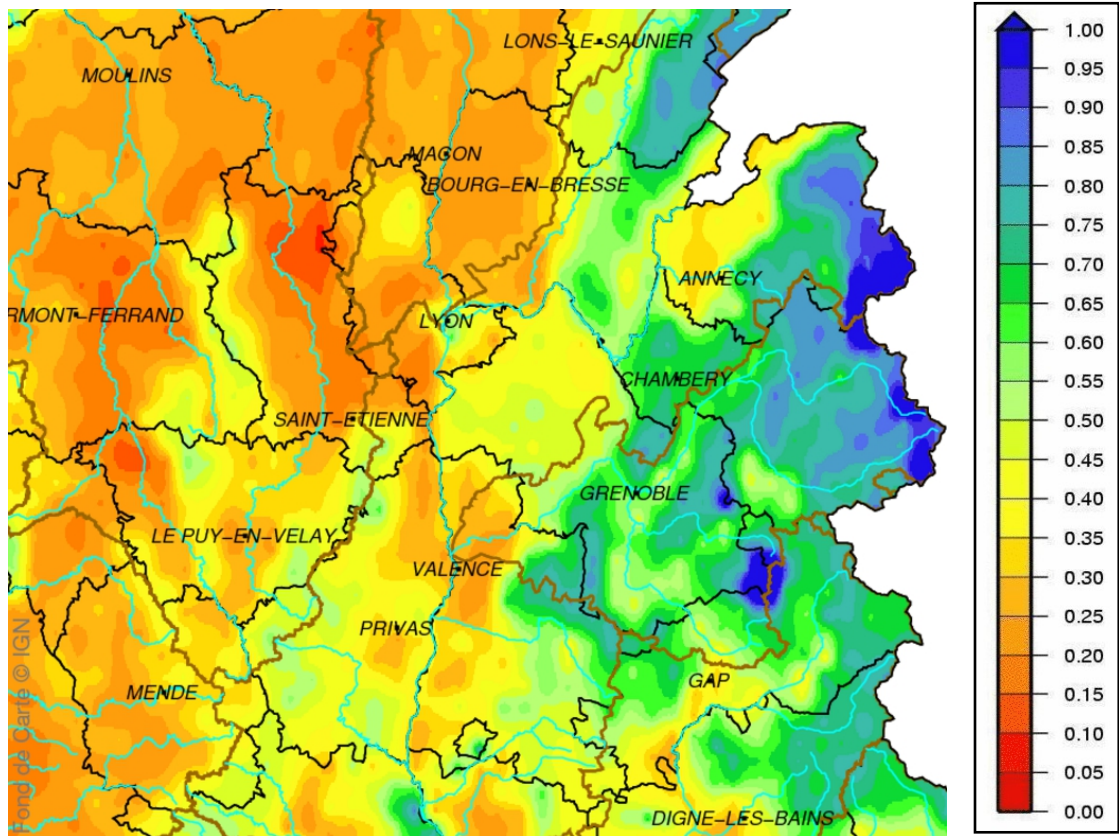 LONS-LE-SAUNIER
MOULINS
MACON
BOURG-EN-BRESSE
ANNECY
RMONT-FERRAND
LYON
CHAMBERY
SAINT-ETIENNE
GRENOBLE
LE PUY-EN-VELAY
VALENCE
PRIVAS
GAP
MENDE
DIGNE-LES-BAINS
Fond de Carte © IGN
1.00
0.95
0.90
0.85
0.80
0.75
0.70
0.65
0.60
0.55
0.50
0.45
0.40
0.35
0.30
0.25
0.20
0.15
0.10
0.05
0.00